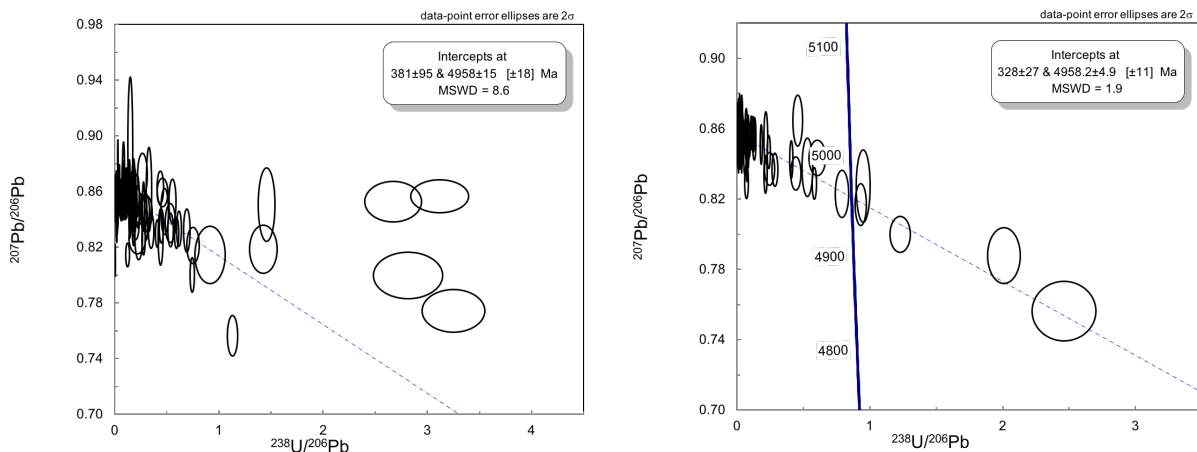 data-point error ellipses are 2σ
0.98
0.94
0.90
0.86
0.82
0.78
0.74
0.70
²⁰⁷Pb/²⁰⁶Pb
Intercepts at
381±95 & 4958±15 [±18] Ma
MSWD = 8.6
0
1
2
3
4
²³⁸U/²⁰⁶Pb
data-point error ellipses are 2σ
0.90
0.86
0.82
0.78
0.74
0.70
²⁰⁷Pb/²⁰⁶Pb
5100
5000
4900
4800
Intercepts at
328±27 & 4958.2±4.9 [±11] Ma
MSWD = 1.9
0
1
2
3
²³⁸U/²⁰⁶Pb